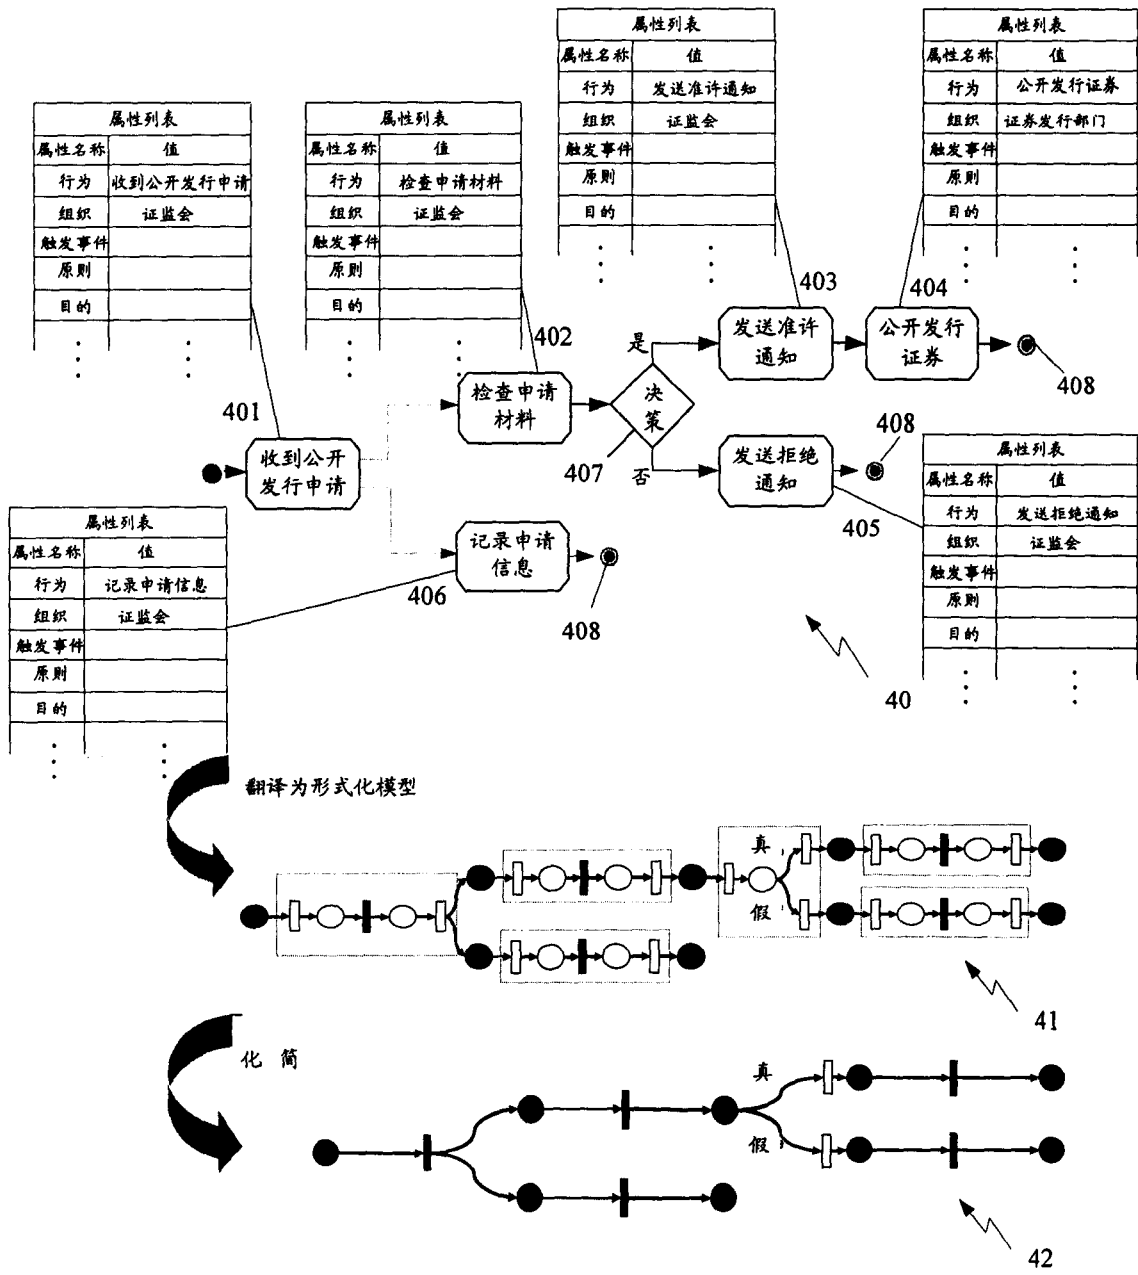 属性列表
属性名称 值
行为 收到公开发行申请
组织 证监会
触发事件
原则
目的
属性列表
属性名称 值
行为 检查申请材料
组织 证监会
触发事件
原则
目的
属性列表
属性名称 值
行为 发送准许通知
组织 证监会
触发事件
原则
目的
属性列表
属性名称 值
行为 公开发行证券
组织 证券发行部门
触发事件
原则
目的
401
收到公开
发行申请
402
检查申请
材料
决
策
407
是
否
403
发送准许
通知
404
公开发行
证券
408
发送拒绝
通知
408
405
属性列表
属性名称 值
行为 发送拒绝通知
组织 证监会
触发事件
原则
目的
属性列表
属性名称 值
行为 记录申请信息
组织 证监会
触发事件
原则
目的
记录申请
信息
406
408
40
翻译为形式化模型
真
假
41
化 简
真
假
42